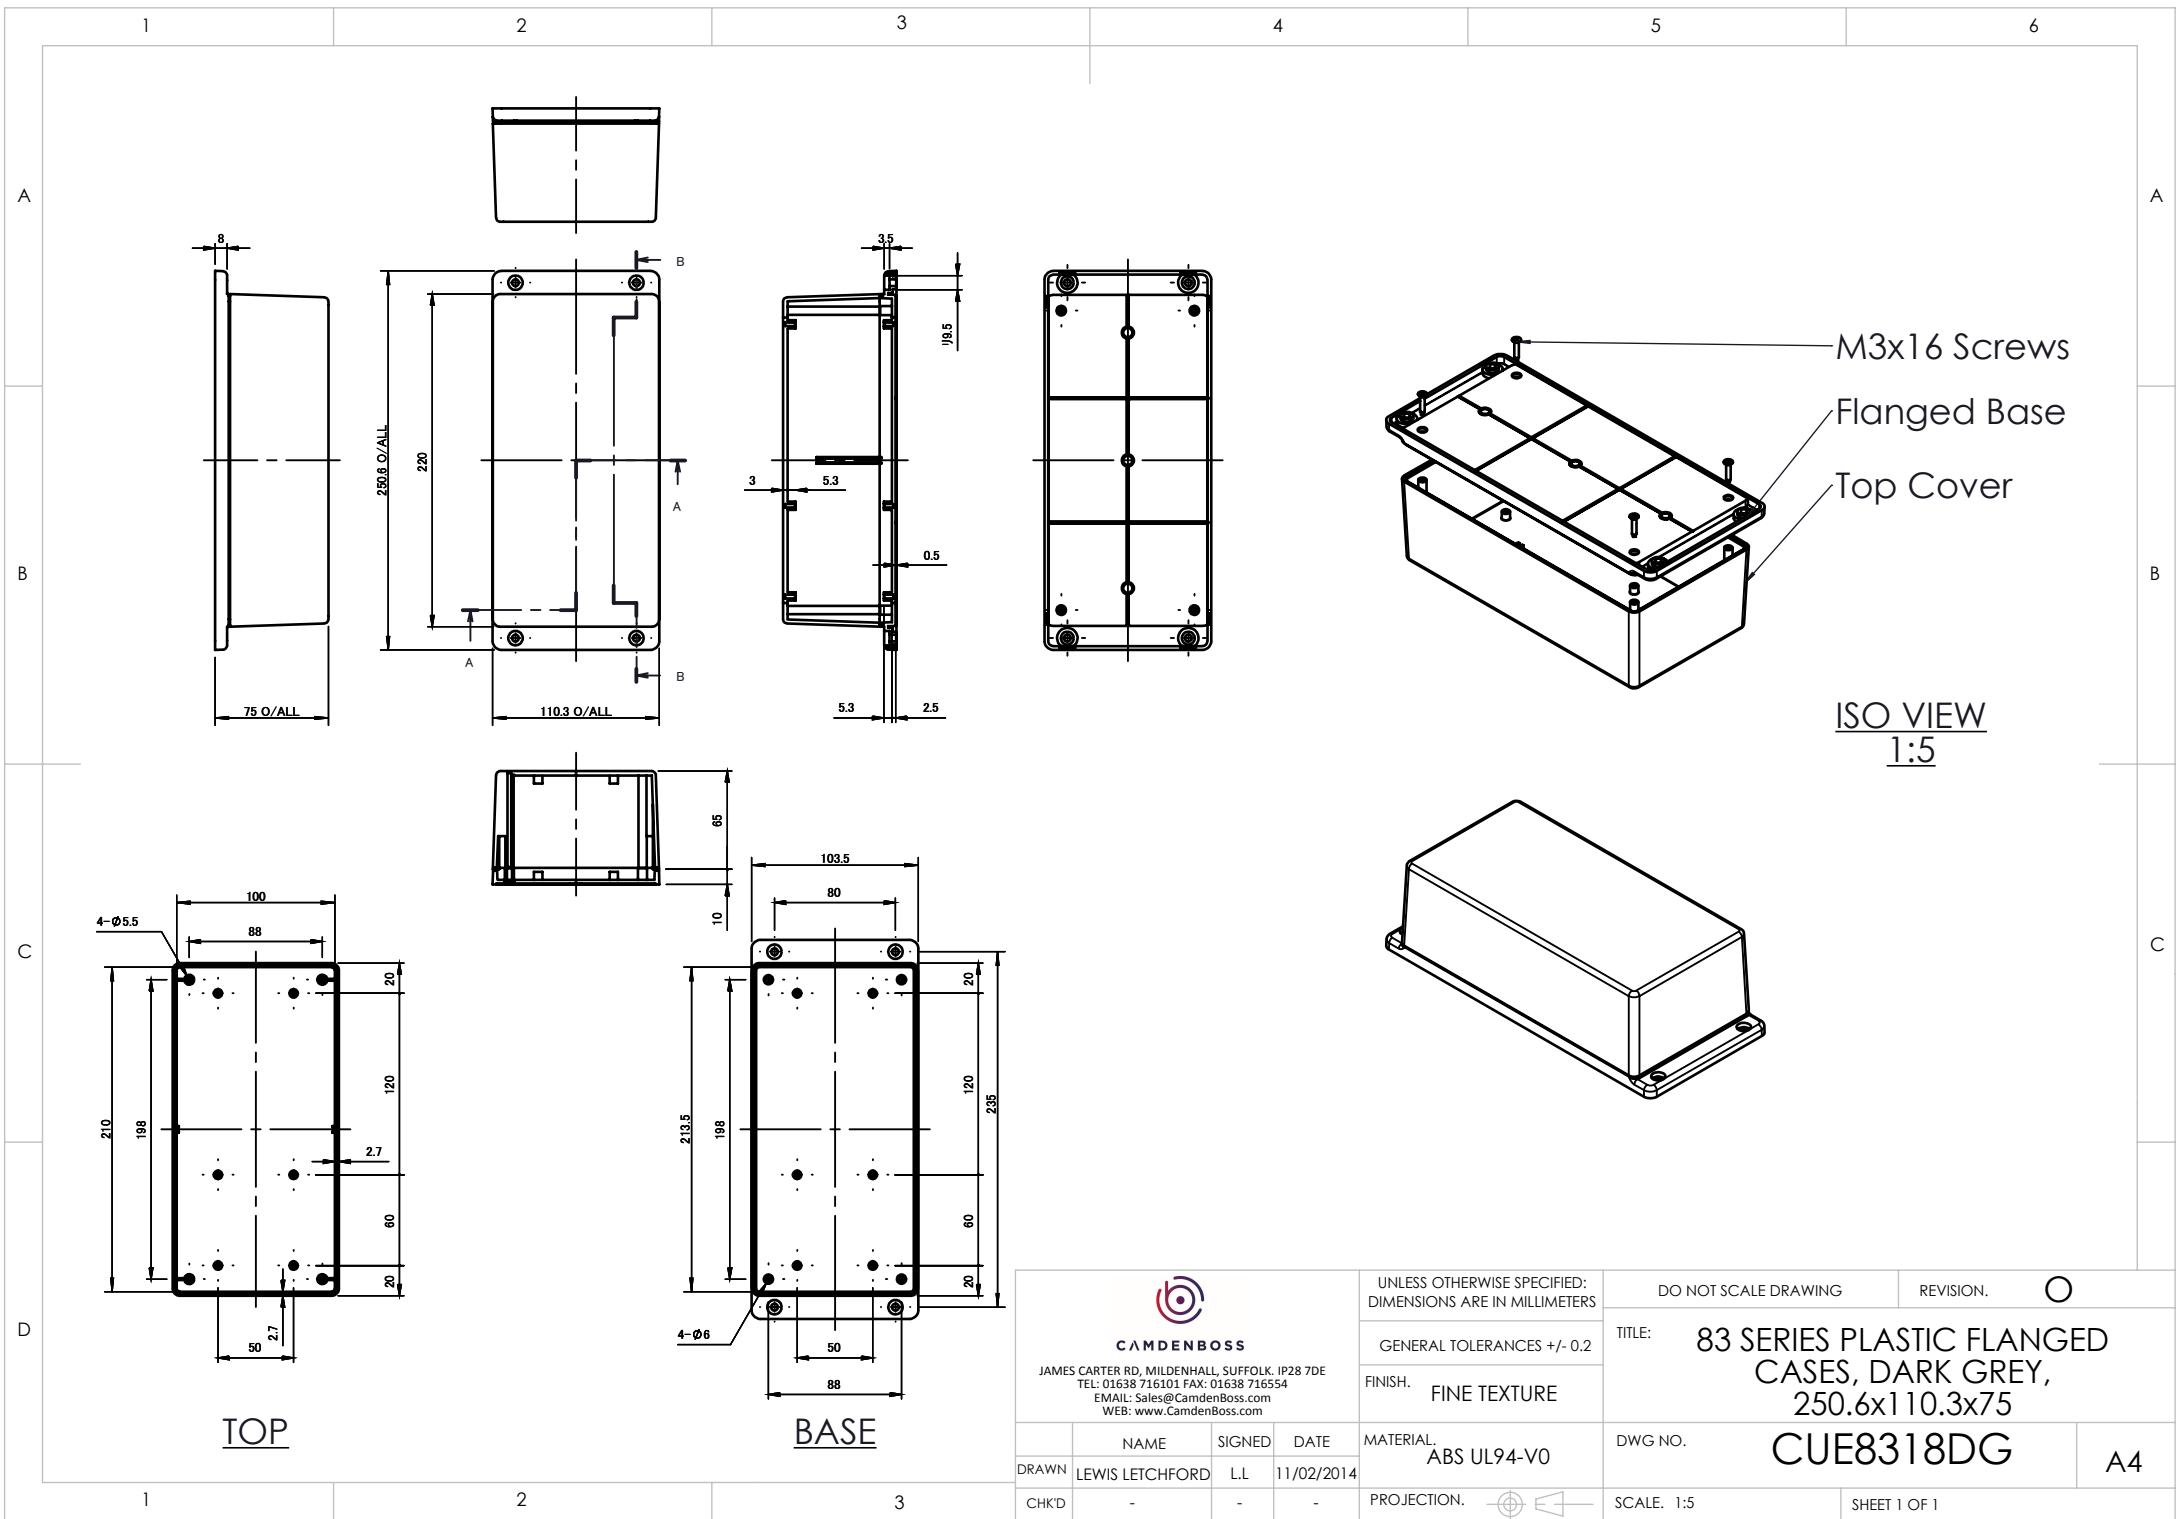 1 2 3 4 5 6
A A
B B
C C
D
8
250.6 O/ALL
220
B
A
A
B
75 O/ALL
110.3 O/ALL
3.5
9.5
3 5.3
0.5
5.3 2.5
M3x16 Screws
Flanged Base
Top Cover
ISO VIEW
1:5
65
10
100
4-Ø5.5
88
20
210
198
120
2.7
60
20
2.7
50
TOP
103.5
80
20
213.5
198
120
235
60
20
4-Ø6
50
88
BASE
CAMDENBOSS
JAMES CARTER RD, MILDENHALL, SUFFOLK. IP28 7DE
TEL: 01638 716101 FAX: 01638 716554
EMAIL: Sales@CamdenBoss.com
WEB: www.CamdenBoss.com
NAME SIGNED DATE
DRAWN LEWIS LETCHFORD L.L 11/02/2014
CHK'D - - -
UNLESS OTHERWISE SPECIFIED:
DIMENSIONS ARE IN MILLIMETERS
GENERAL TOLERANCES +/- 0.2
FINISH. FINE TEXTURE
MATERIAL. ABS UL94-V0
PROJECTION.
DO NOT SCALE DRAWING
REVISION. O
TITLE: 83 SERIES PLASTIC FLANGED
CASES, DARK GREY,
250.6x110.3x75
DWG NO. CUE8318DG
A4
SCALE. 1:5
SHEET 1 OF 1
1 2 3